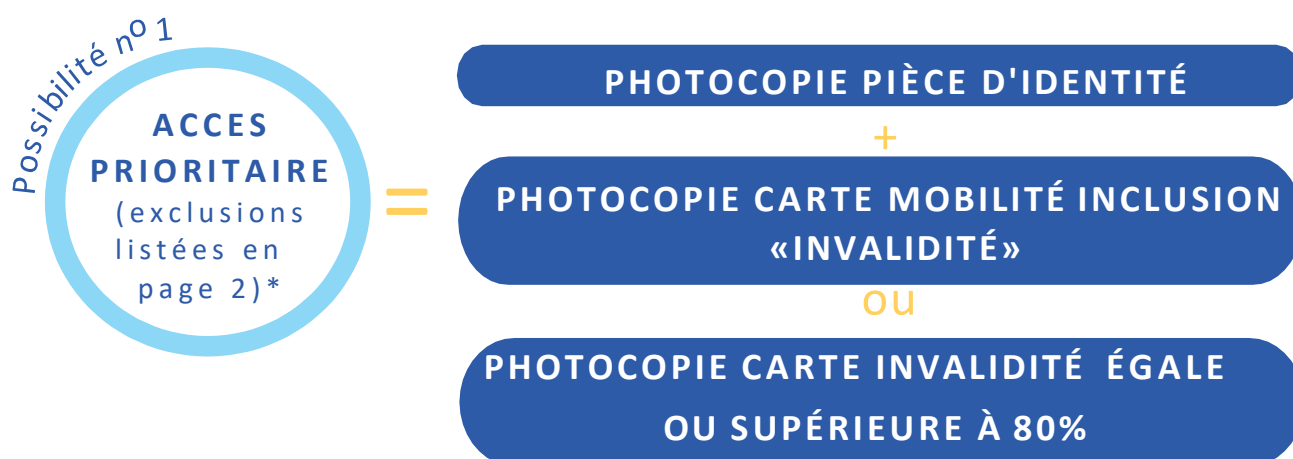 Possibilité nº 1
ACCES
PRIORITAIRE
(exclusions
listées en
page 2)*
=
PHOTOCOPIE PIÈCE D'IDENTITÉ
+
PHOTOCOPIE CARTE MOBILITÉ INCLUSION
«INVALIDITÉ»
ou
PHOTOCOPIE CARTE INVALIDITÉ ÉGALE
OU SUPÉRIEURE À 80%